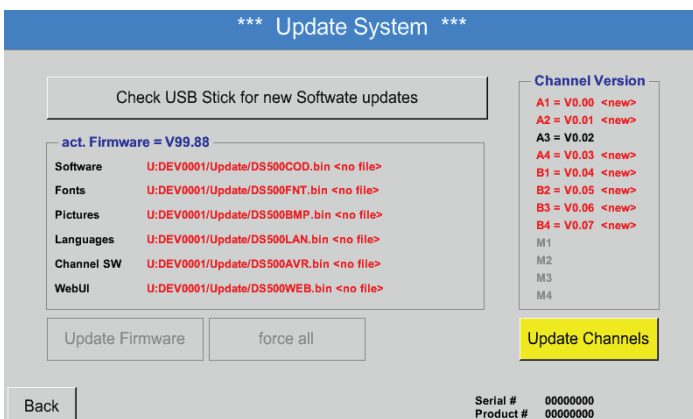 *** Update System ***
Check USB Stick for new Softwate updates
act. Firmware = V99.88
Software U:DEV0001/Update/DS500COD.bin <no file>
Fonts U:DEV0001/Update/DS500FNT.bin <no file>
Pictures U:DEV0001/Update/DS500BMP.bin <no file>
Languages U:DEV0001/Update/DS500LAN.bin <no file>
Channel SW U:DEV0001/Update/DS500AVR.bin <no file>
WebUI U:DEV0001/Update/DS500WEB.bin <no file>
Update Firmware
force all
Channel Version
A1 = V0.00 <new>
A2 = V0.01 <new>
A3 = V0.02
A4 = V0.03 <new>
B1 = V0.04 <new>
B2 = V0.05 <new>
B3 = V0.06 <new>
B4 = V0.07 <new>
M1
M2
M3
M4
Update Channels
Back
Serial # 00000000
Product # 00000000